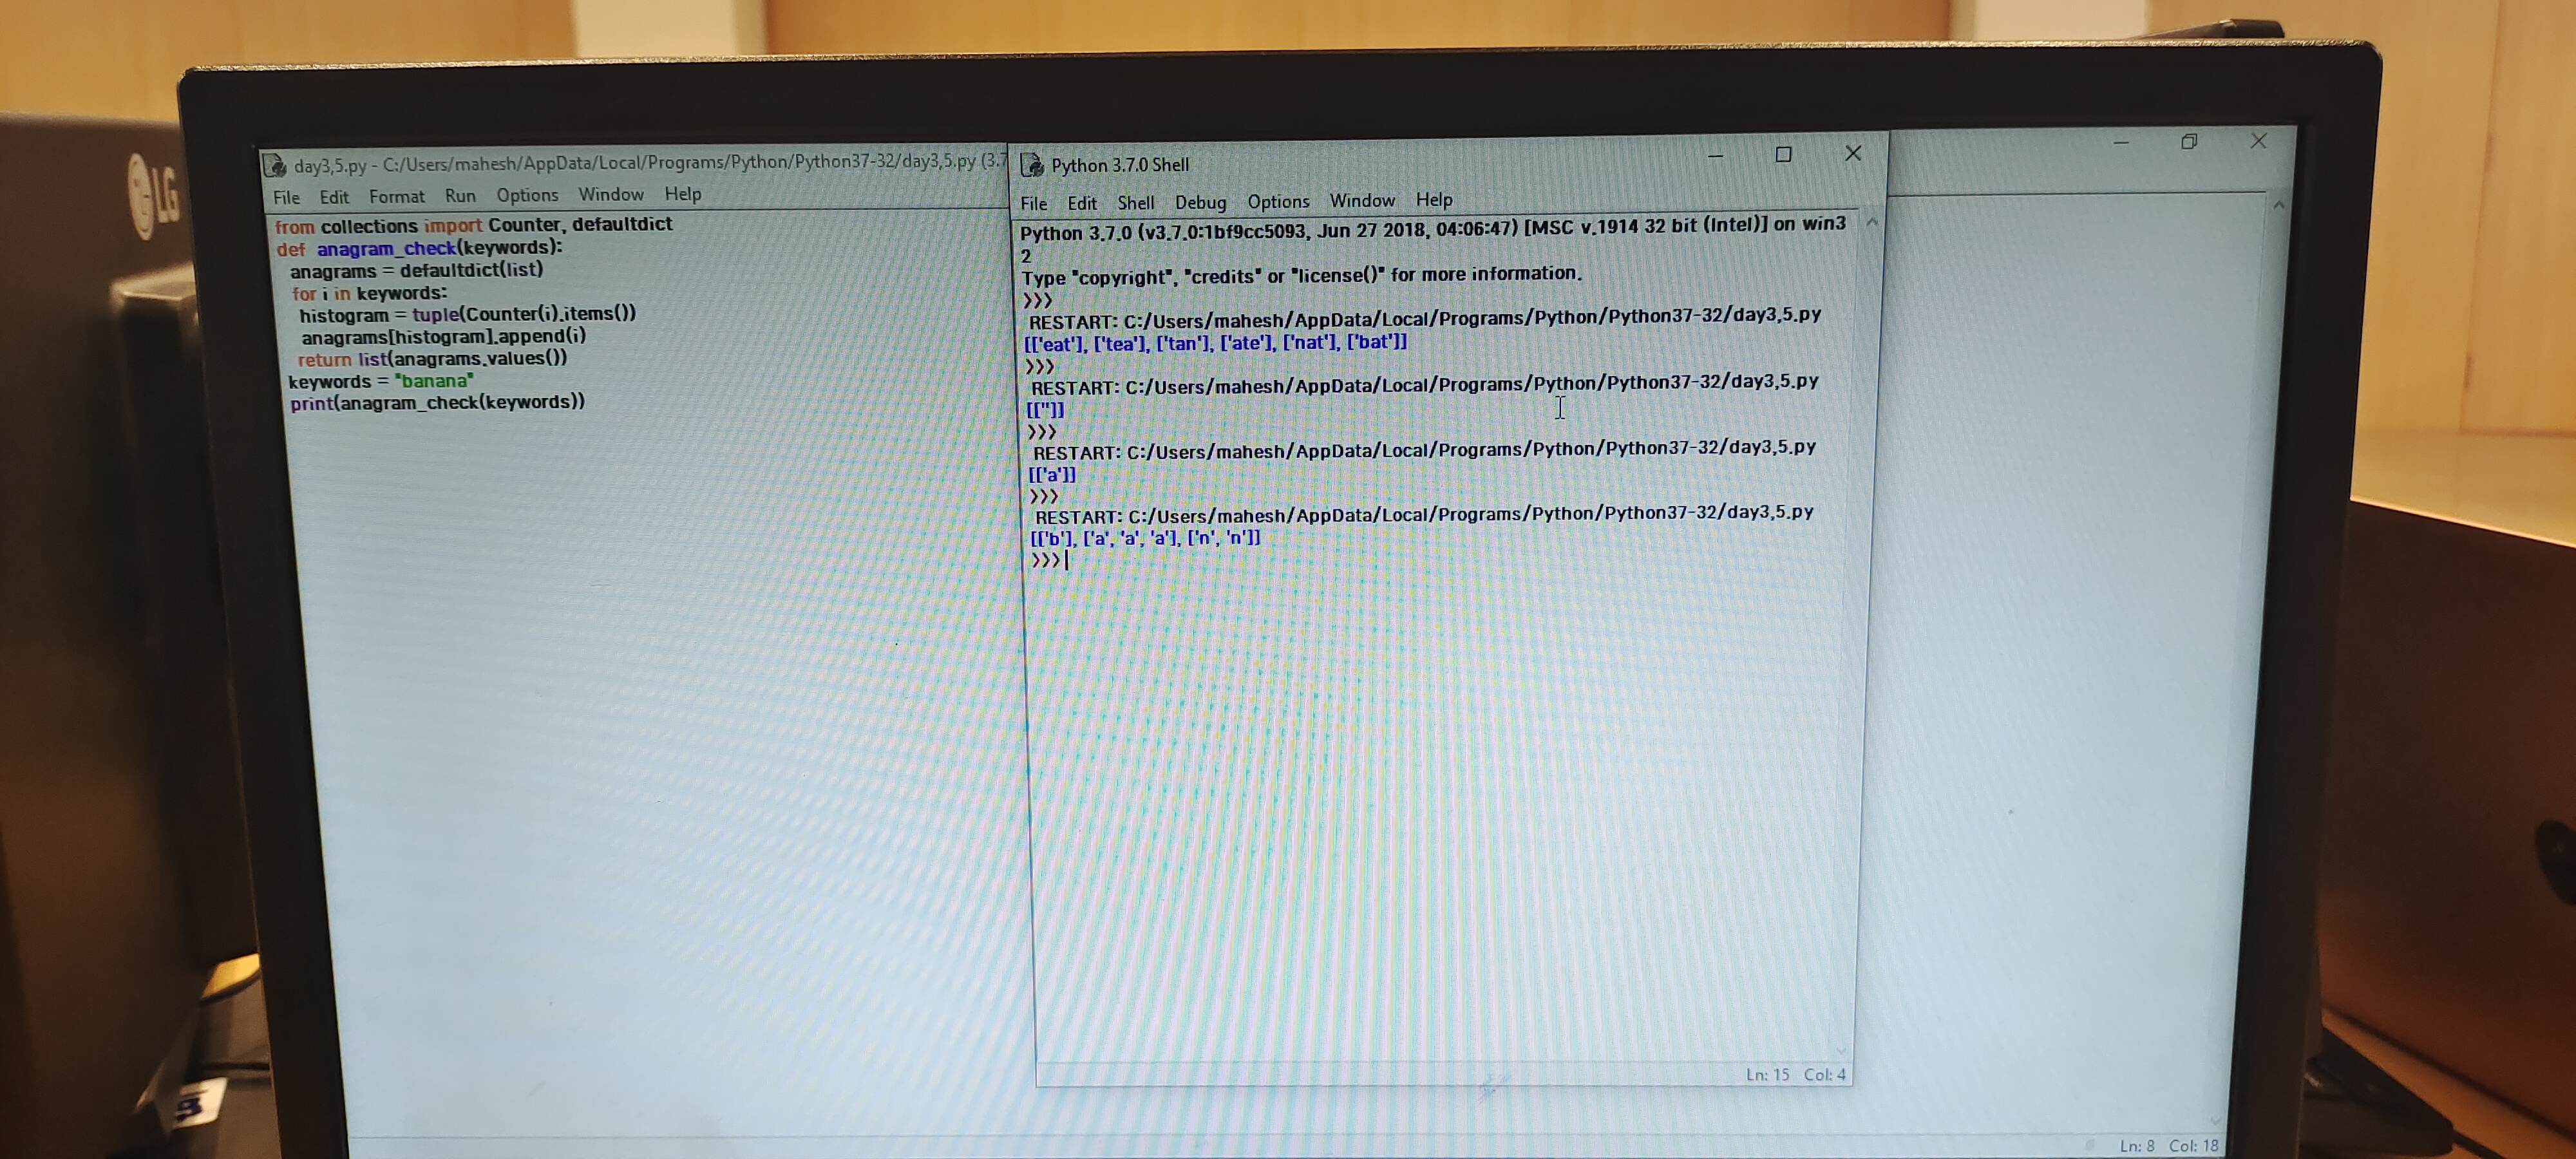 LG
day3,5.py - C:/Users/mahesh/AppData/Local/Programs/Python/Python37-32/day3,5.py (3.7
File Edit Format Run Options Window Help
from collections import Counter, defaultdict
def anagram_check(keywords):
anagrams = defaultdict(list)
for i in keywords:
histogram = tuple(Counter(i).items())
anagrams[histogram].append(i)
return list(anagrams.values())
keywords = "banana"
print(anagram_check(keywords))
Python 3.7.0 Shell
File Edit Shell Debug Options Window Help
Python 3.7.0 (v3.7.0:1bf9cc5093, Jun 27 2018, 04:06:47) [MSC v.1914 32 bit (Intel)] on win3
2
Type "copyright", "credits" or "license()" for more information.
>>>
RESTART: C:/Users/mahesh/AppData/Local/Programs/Python/Python37-32/day3,5.py
[['eat'], ['tea'], ['tan'], ['ate'], ['nat'], ['bat']]
>>>
RESTART: C:/Users/mahesh/AppData/Local/Programs/Python/Python37-32/day3,5.py
[['']]
>>>
RESTART: C:/Users/mahesh/AppData/Local/Programs/Python/Python37-32/day3,5.py
[['a']]
>>>
RESTART: C:/Users/mahesh/AppData/Local/Programs/Python/Python37-32/day3,5.py
[['b'], ['a', 'a', 'a'], ['n', 'n']]
>>>
Ln: 15 Col: 4
Ln: 8 Col: 18